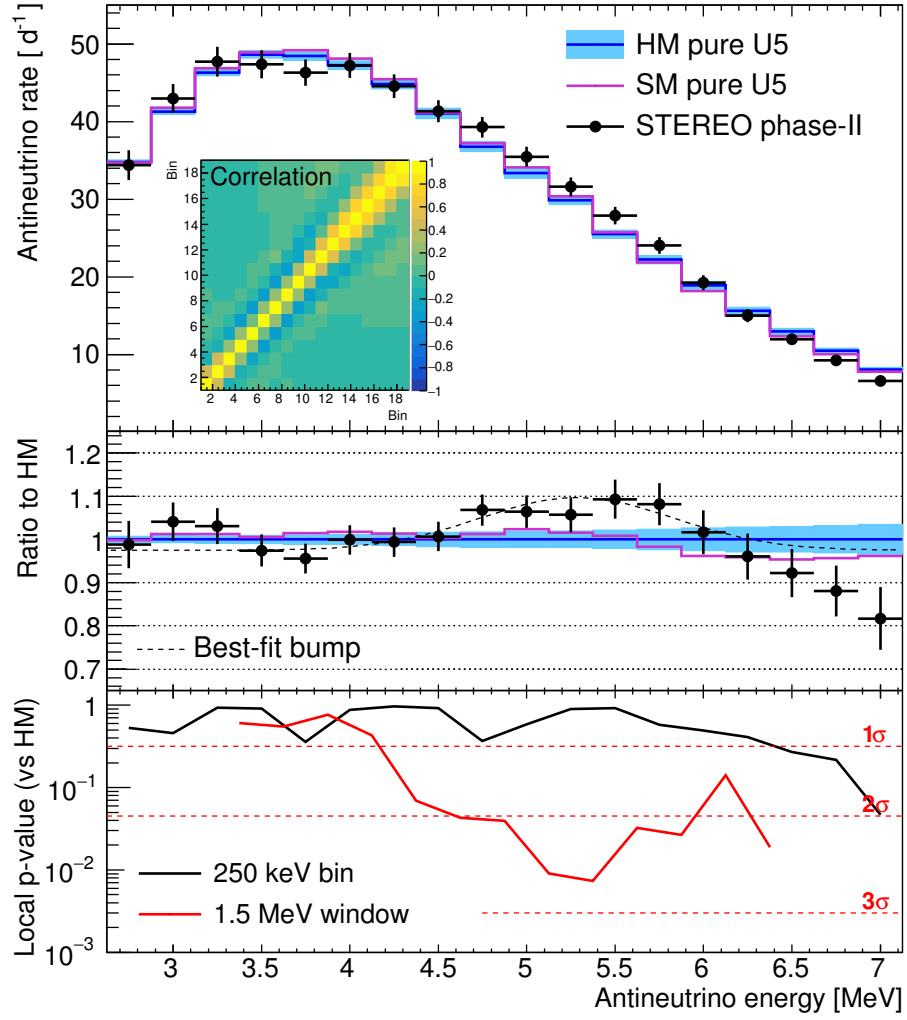 Antineutrino rate [ d⁻¹]
50
40
30
20
10
HM pure U5
SM pure U5
STEREO phase-II
Correlation
Bin
18
16
14
12
10
8
6
4
2
2 4 6 8 10 12 14 16 18
Bin
1
0.8
0.6
0.4
0.2
0
−0.2
−0.4
−0.6
−0.8
−1
Ratio to HM
1.2
1.1
1
0.9
0.8
0.7
Best-fit bump
Local p-value (vs HM)
1
10⁻¹
10⁻²
10⁻³
1σ
2σ
3σ
250 keV bin
1.5 MeV window
3 3.5 4 4.5 5 5.5 6 6.5 7
Antineutrino energy [MeV]